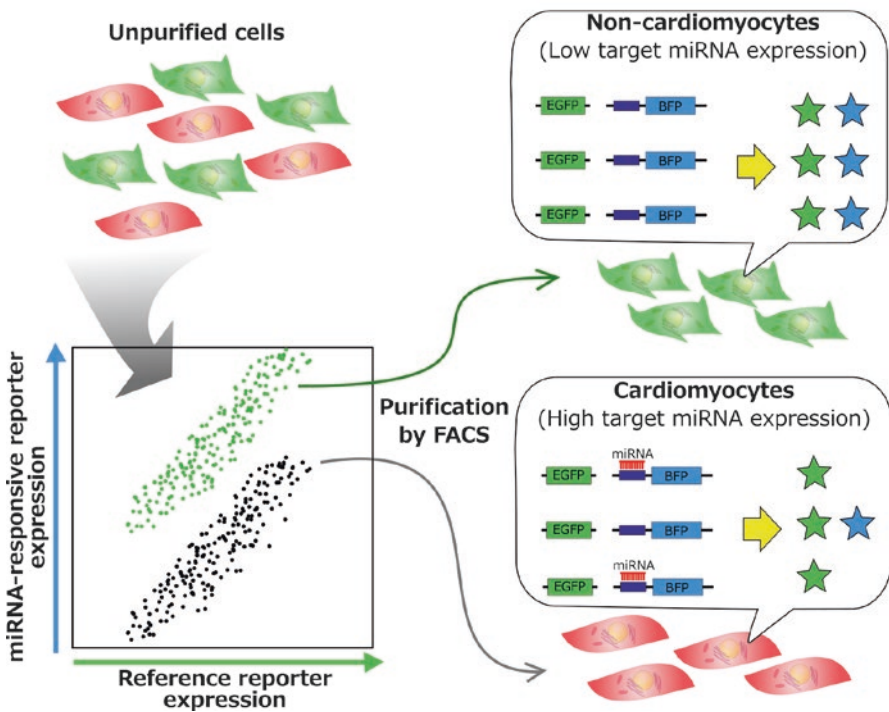 Unpurified cells
Non-cardiomyocytes
(Low target miRNA expression)
EGFP
BFP
EGFP
BFP
EGFP
BFP
miRNA-responsive reporter
expression
Purification
by FACS
Reference reporter
expression
Cardiomyocytes
(High target miRNA expression)
miRNA
EGFP
BFP
EGFP
BFP
miRNA
EGFP
BFP